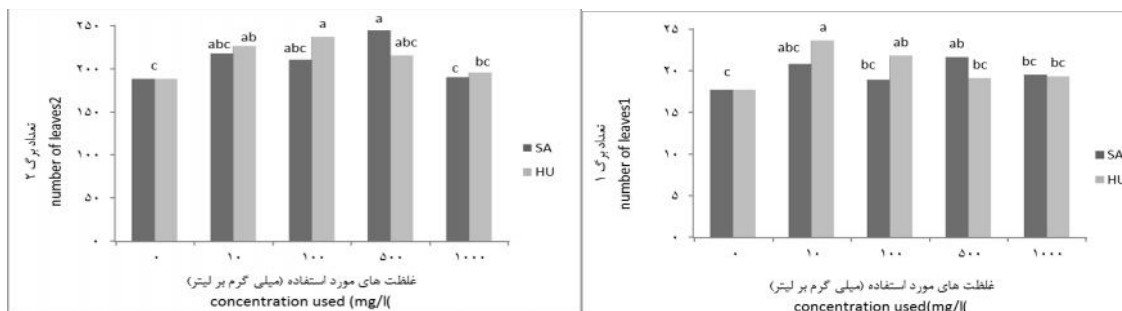 ۲۵۰
۲۰۰
۱۵۰
۱۰۰
۵۰
۰
تعداد برگ ۲
number of leaves2
c
abc
ab
abc
a
a
abc
c
bc
SA
HU
۰
۱۰
۱۰۰
۵۰۰
۱۰۰۰
غلظت های مورد استفاده (میلی گرم بر لیتر)
concentration used (mg/l(
۲۵
۲۰
۱۵
۱۰
۵
۰
تعداد برگ ۱
number of leaves1
c
abc
a
bc
ab
ab
bc
bc
bc
SA
HU
۰
۱۰
۱۰۰
۵۰۰
۱۰۰۰
غلظت های مورد استفاده (میلی گرم بر لیتر)
concentration used(mg/l(